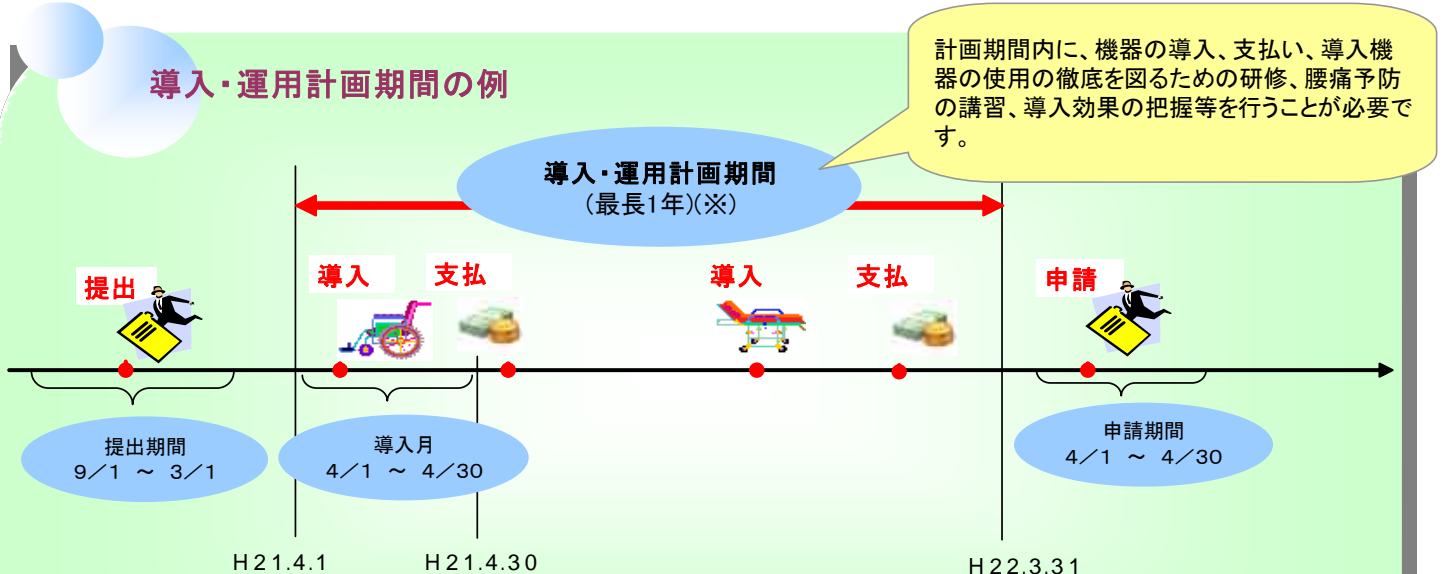 導入・運用計画期間の例
計画期間内に、機器の導入、支払い、導入機
器の使用の徹底を図るための研修、腰痛予防
の講習、導入効果の把握等を行うことが必要で
す。
導入・運用計画期間
(最長1年)(※)
提出
導入
支払
導入
支払
申請
提出期間
9／1 ～ 3／1
導入月
4／1 ～ 4／30
申請期間
4／1 ～ 4／30
H21.4.1
H21.4.30
H22.3.31